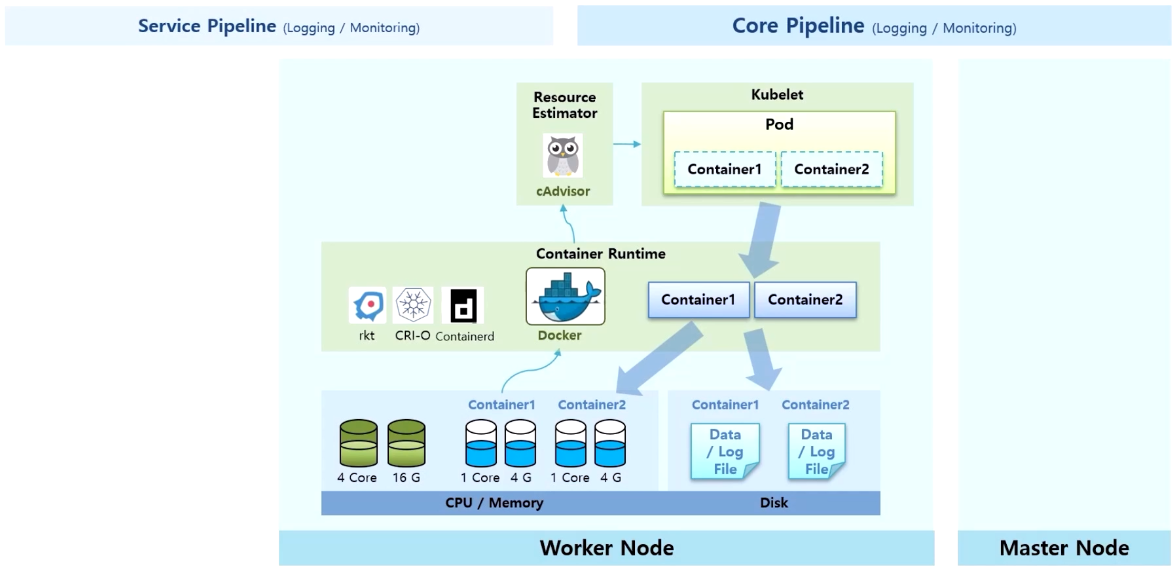 Service Pipeline (Logging / Monitoring)
Core Pipeline (Logging / Monitoring)
Resource
Estimator
cAdvisor
Kubelet
Pod
Container1
Container2
Container Runtime
rkt
CRI-O
Containerd
d
Docker
Container1
Container2
Container1
Container2
4 Core
16 G
1 Core
4 G
1 Core
4 G
CPU / Memory
Container1
Container2
Data
/ Log
File
Data
/ Log
File
Disk
Worker Node
Master Node